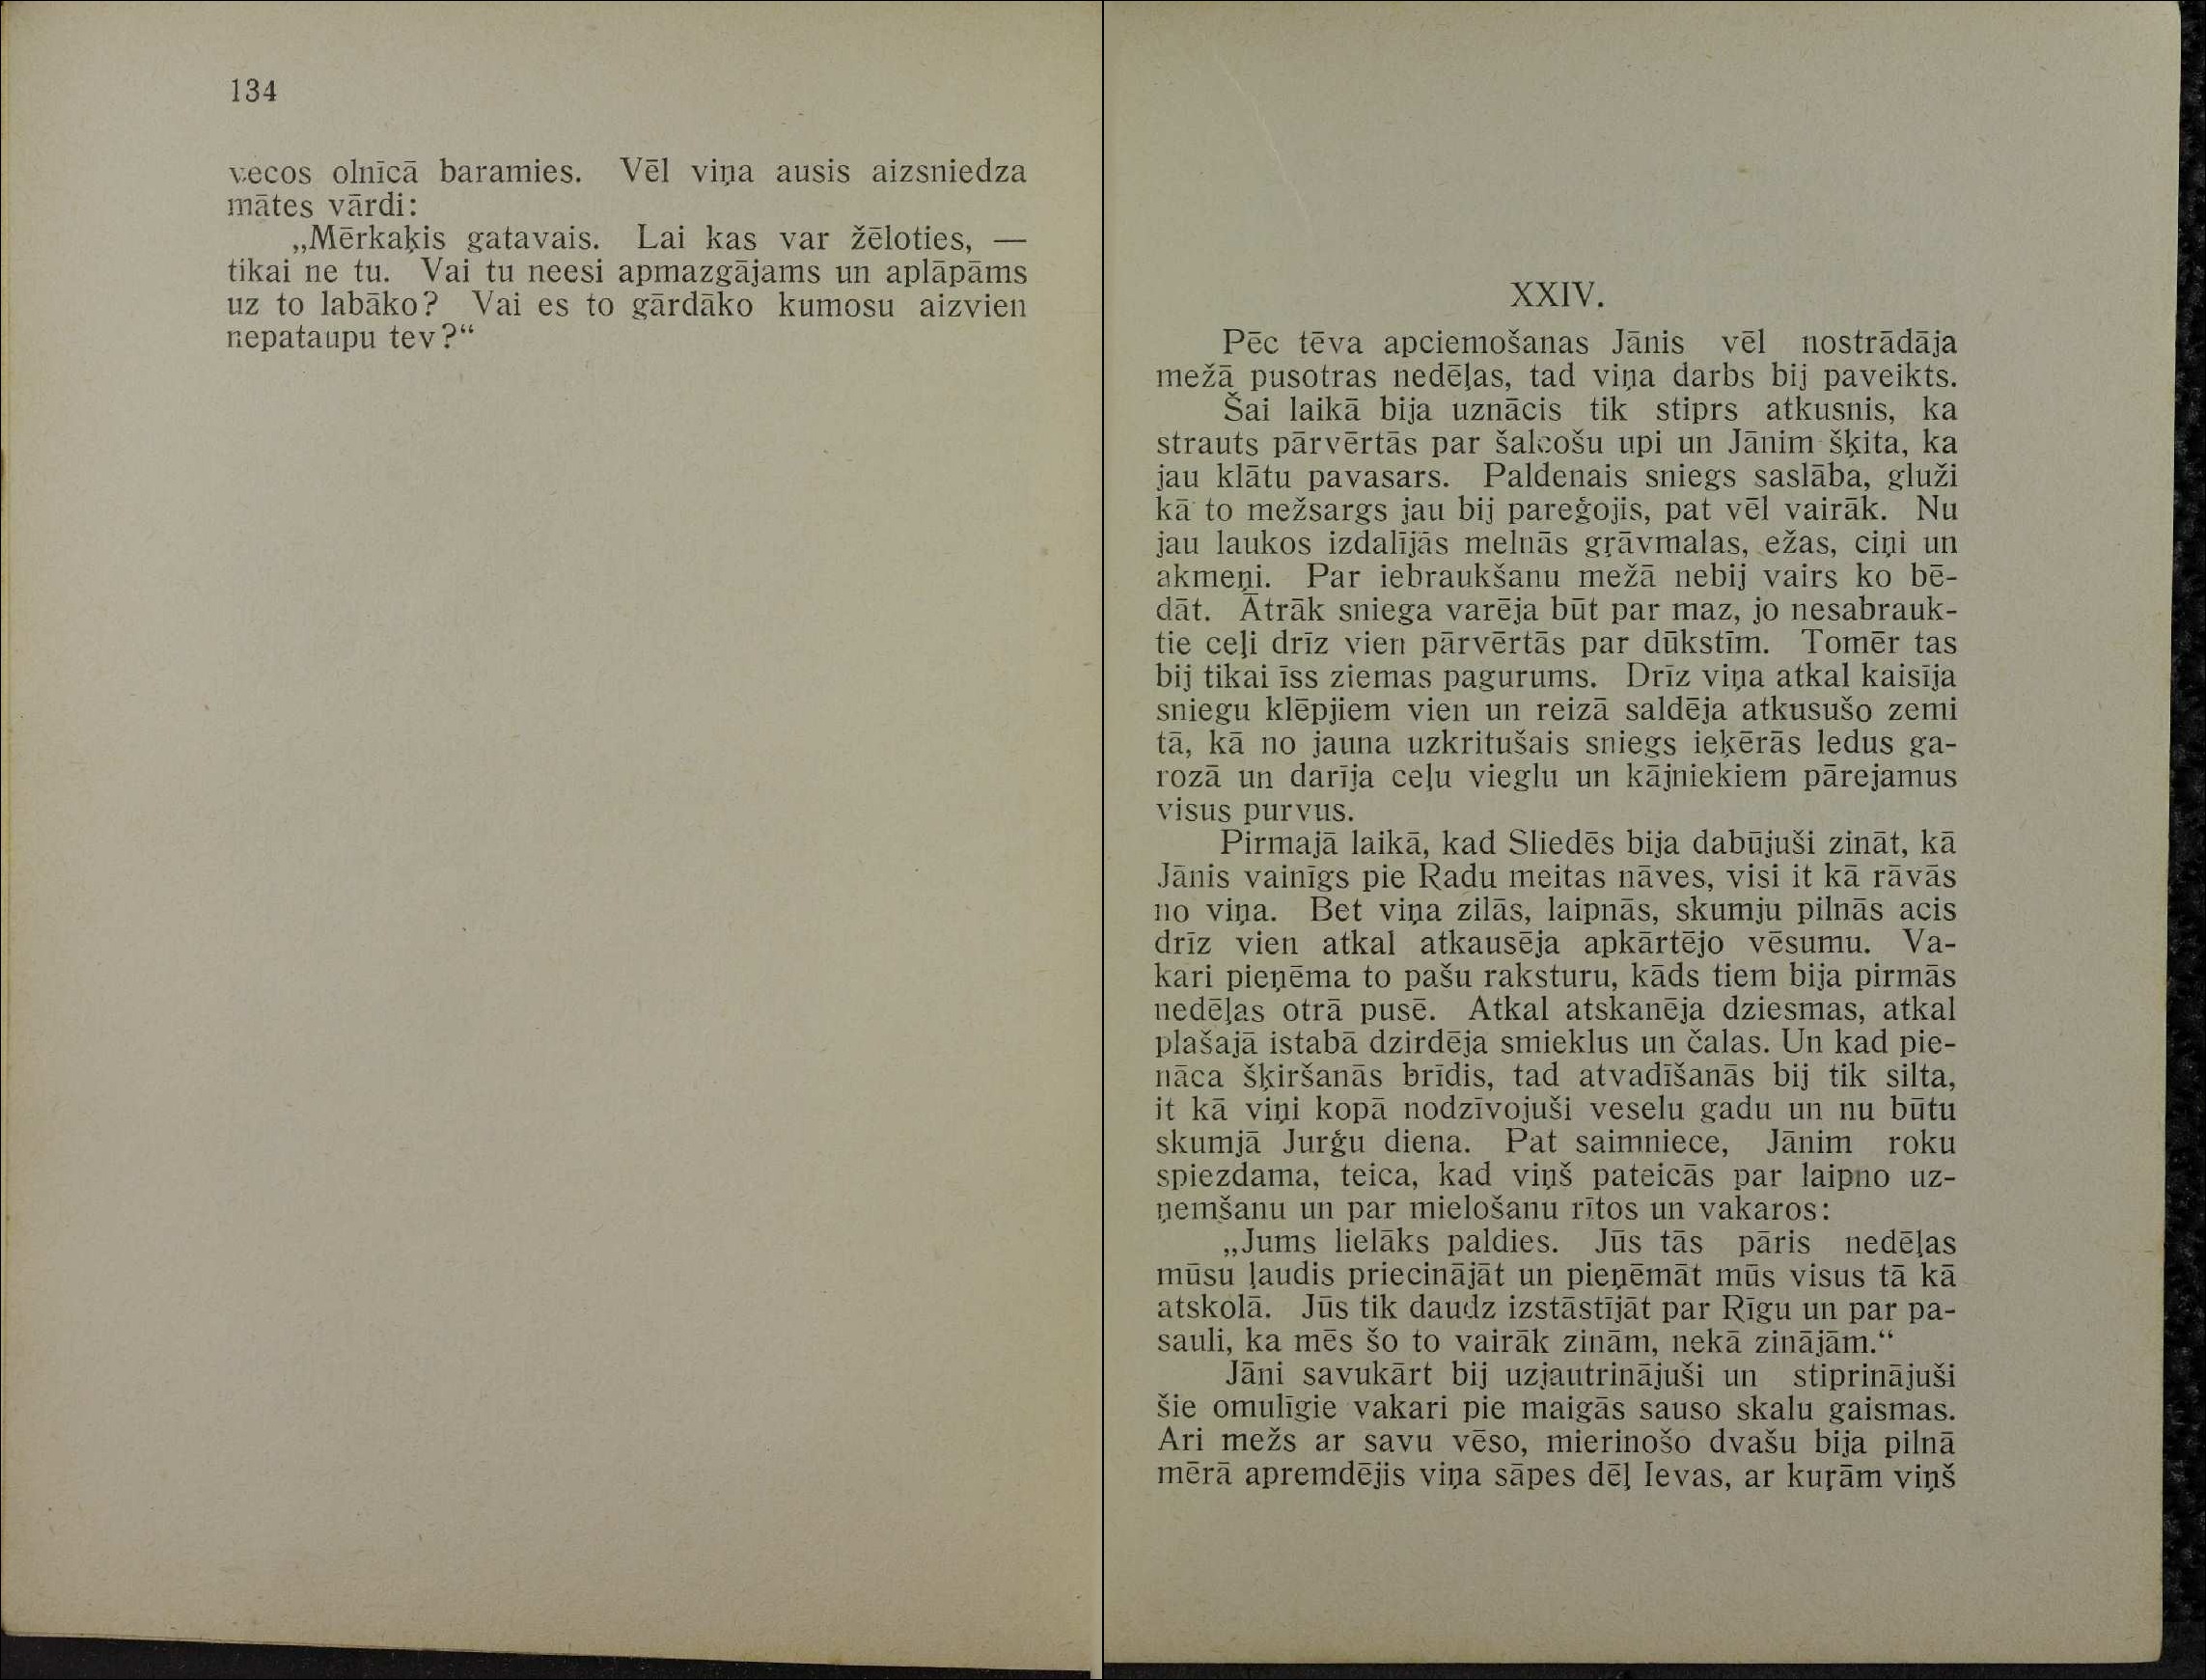 134
vecos olnīcā baramies. Vēl viņa ausis aizsniedza
mātes vārdi:
„Mērkaķis gatavais. Lai kas var žēloties, —
tikai ne tu. Vai tu neesi apmazgājams un aplāpāms
uz to labāko? Vai es to gārdāko kumosu aizvien
nepataupu tev?“
XXIV.
Pēc tēva apciemošanas Jānis vēl nostrādāja
mežā pusotras nedēļas, tad viņa darbs bij paveikts.
Šai laikā bija uznācis tik stiprs atkusnis, ka
strauts pārvērtās par šalcošu upi un Jānim šķita, ka
jau klātu pavasars. Paldenais sniegs saslāba, gluži
kā to mežsargs jau bij pareģojis, pat vēl vairāk. Nu
jau laukos izdalījās melnās gŗāvmalas, ežas, ciņi un
akmeņi. Par iebraukšanu mežā nebij vairs ko bē-
dāt. Ātrāk sniega varēja būt par maz, jo nesabrauk-
tie ceļi drīz vien pārvērtās par dūkstīm. Tomēr tas
bij tikai īss ziemas pagurums. Drīz viņa atkal kaisīja
sniegu klēpjiem vien un reizā saldēja atkusušo zemi
tā, kā no jauna uzkritušais sniegs ieķērās ledus ga-
rozā un darīja ceļu vieglu un kājniekiem pārejamus
visus purvus.
Pirmajā laikā, kad Sliedēs bija dabūjuši zināt, kā
Jānis vainīgs pie Radu meitas nāves, visi it kā rāvās
no viņa. Bet viņa zilās, laipnās, skumju pilnās acis
drīz vien atkal atkausēja apkārtējo vēsumu. Va-
kari pieņēma to pašu raksturu, kāds tiem bija pirmās
nedēļas otrā pusē. Atkal atskanēja dziesmas, atkal
plašajā istabā dzirdēja smieklus un čalas. Un kad pie-
nāca šķiršanās brīdis, tad atvadīšanās bij tik silta,
it kā viņi kopā nodzīvojuši veselu gadu un nu būtu
skumjā Jurģu diena. Pat saimniece, Jānim roku
spiezdama, teica, kad viņš pateicās par laipno uz-
ņemšanu un par mielošanu rītos un vakaros:
„Jums lielāks paldies. Jūs tās pāris nedēļas
mūsu ļaudis priecinājāt un pieņēmāt mūs visus tā kā
atskolā. Jūs tik daudz izstāstījāt par Rīgu un par pa-
sauli, ka mēs šo to vairāk zinām, nekā zinājām.“
Jāni savukārt bij uzjautrinājuši un stiprinājuši
šie omulīgie vakari pie maigās sauso skalu gaismas.
Ari mežs ar savu vēso, mierinošo dvašu bija pilnā
mērā apremdējis viņa sāpes dēļ Ievas, ar kuŗām viņš